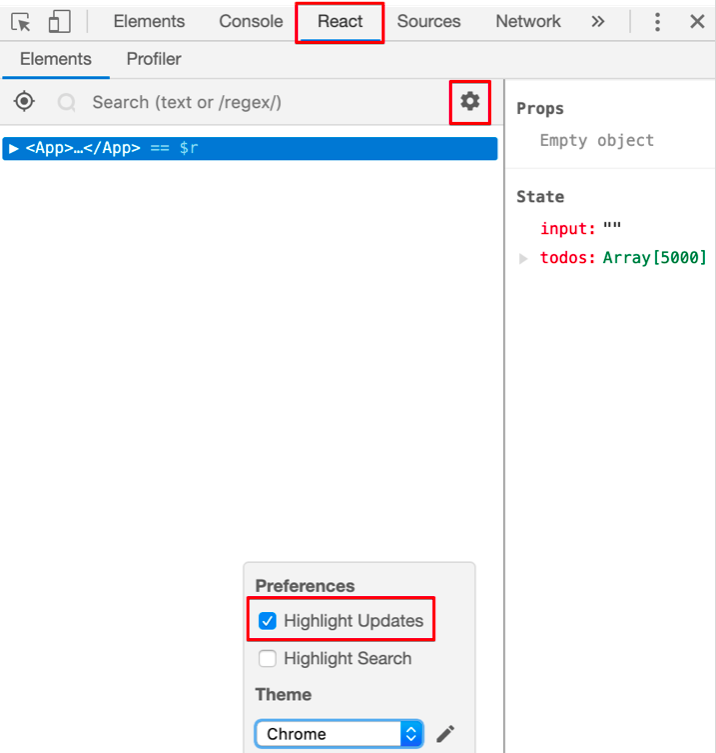 Elements Console React Sources Network »
Elements Profiler
Search (text or /regex/)
▶ <App>…</App> == $r
Props
Empty object
State
input: ""
▶ todos: Array[5000]
Preferences
Highlight Updates
Highlight Search
Theme
Chrome